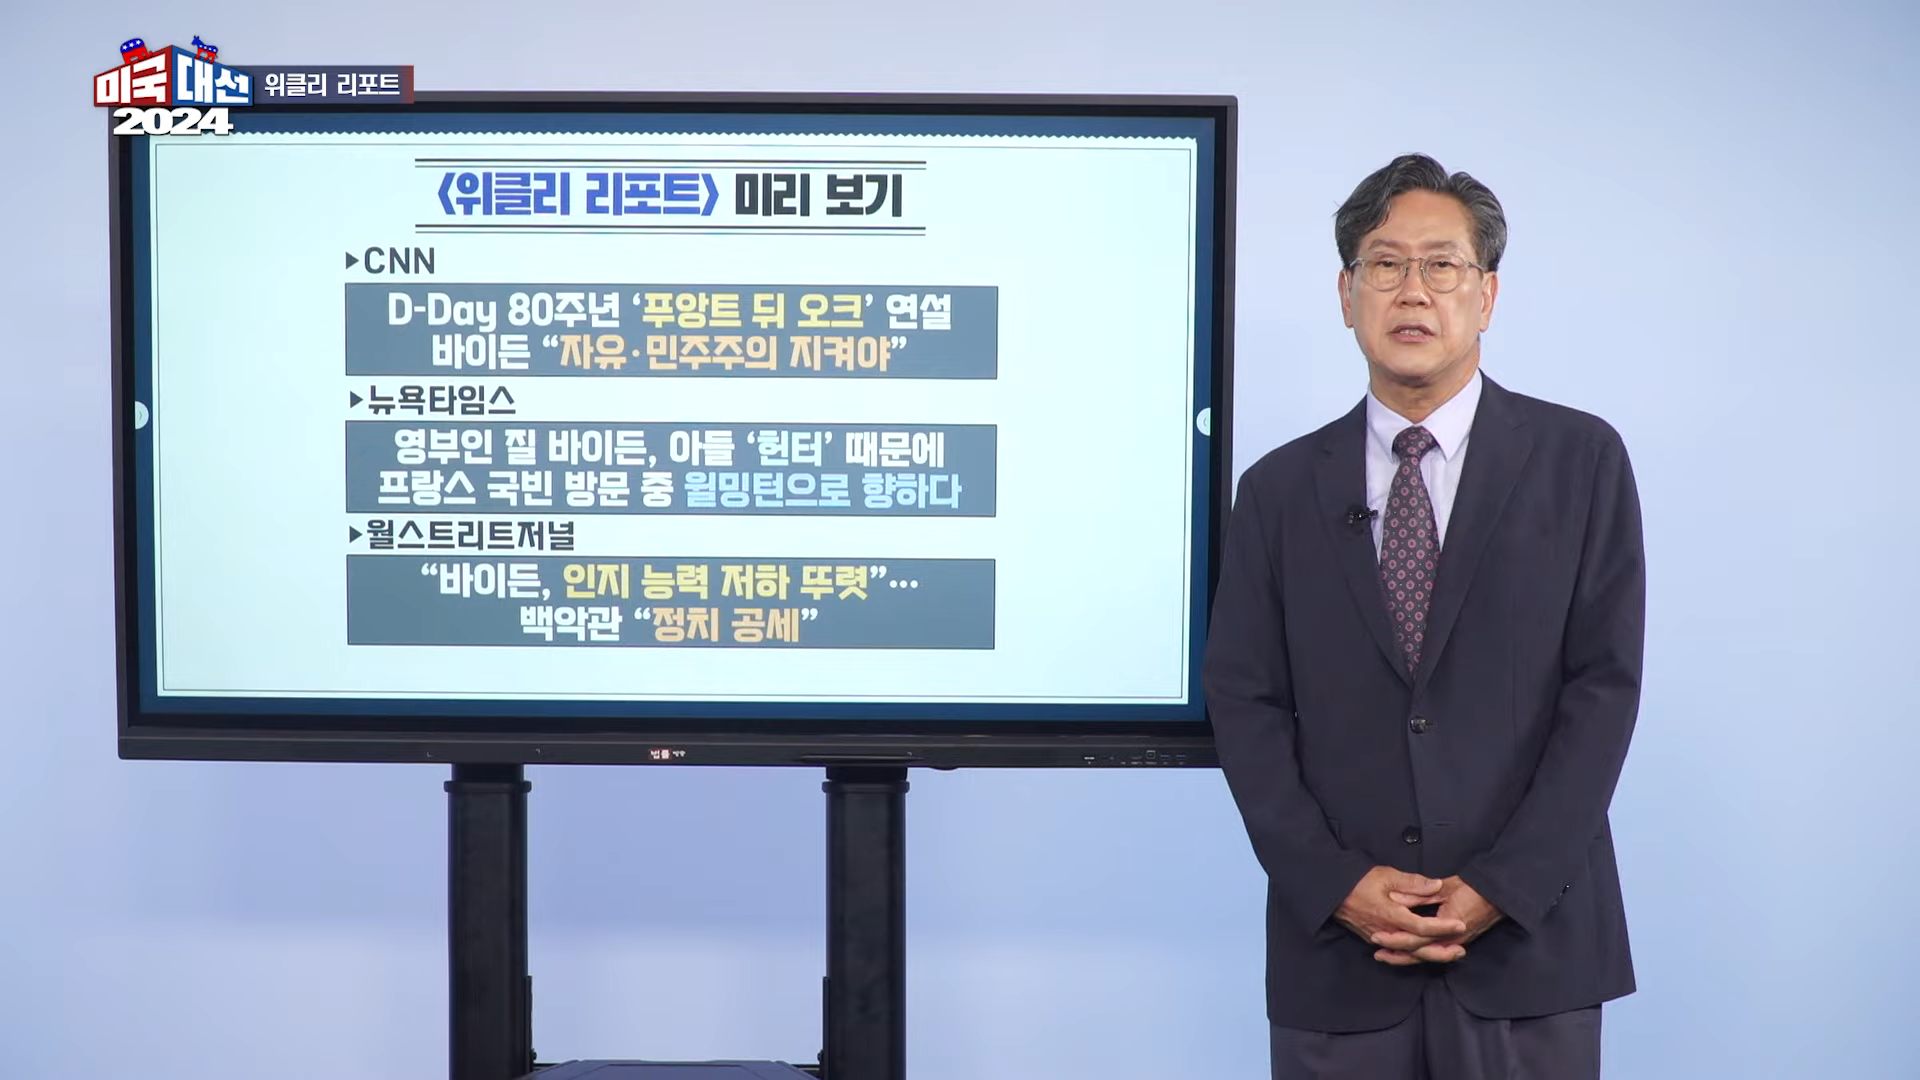 미국 대선
2024
위클리 리포트
<위클리 리포트> 미리 보기
▶CNN
D-Day 80주년 ‘푸앙트 뒤 오크’ 연설
바이든 “자유·민주주의 지켜야”
▶뉴욕타임스
영부인 질 바이든, 아들 ‘헌터’ 때문에
프랑스 국빈 방문 중 윌밍턴으로 향하다
▶월스트리트저널
“바이든, 인지 능력 저하 뚜렷”…
백악관 “정치 공세”
법률방송